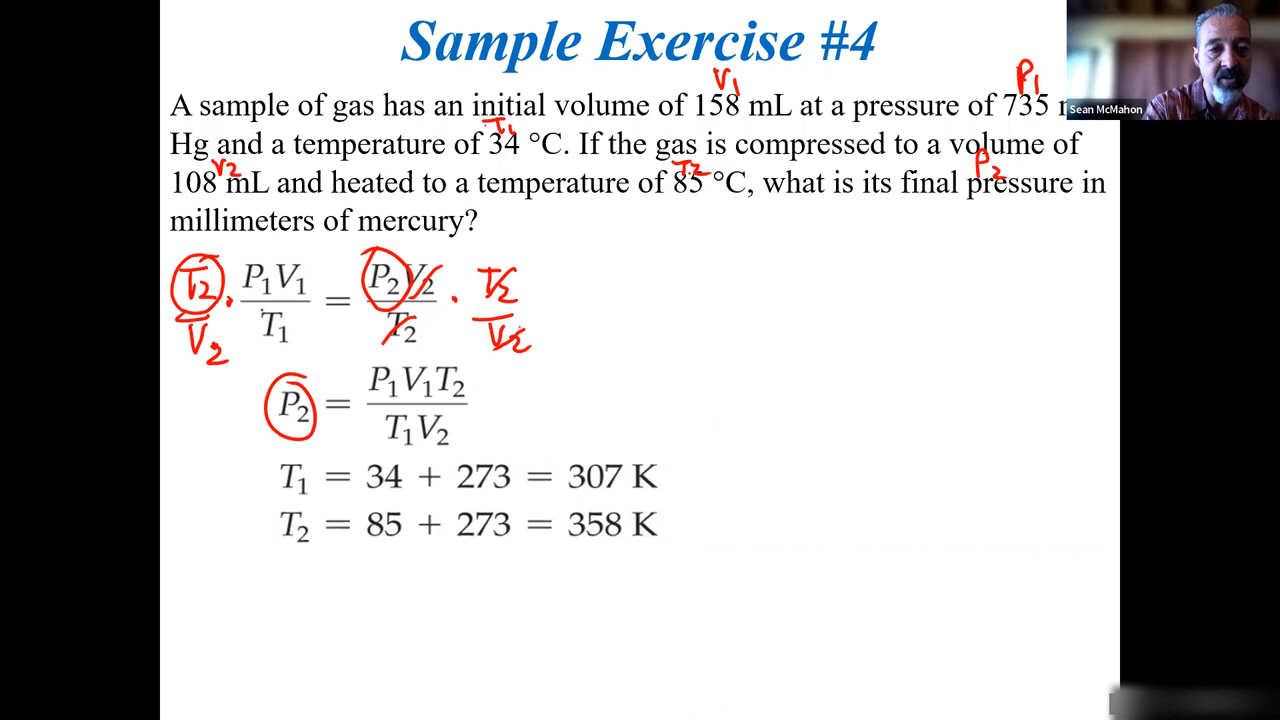 Sample Exercise #4
V1
P1
A sample of gas has an initial volume of 158 mL at a pressure of 735
Sean McMahon
T1
Hg and a temperature of 34 °C. If the gas is compressed to a volume of
V2
T2
P2
108 mL and heated to a temperature of 85 °C, what is its final pressure in
millimeters of mercury?
T2/V2 · P₁V₁/T₁ = P₂V₂/T₂ · T2/V2
P₂ = P₁V₁T₂/T₁V₂
T₁ = 34 + 273 = 307 K
T₂ = 85 + 273 = 358 K